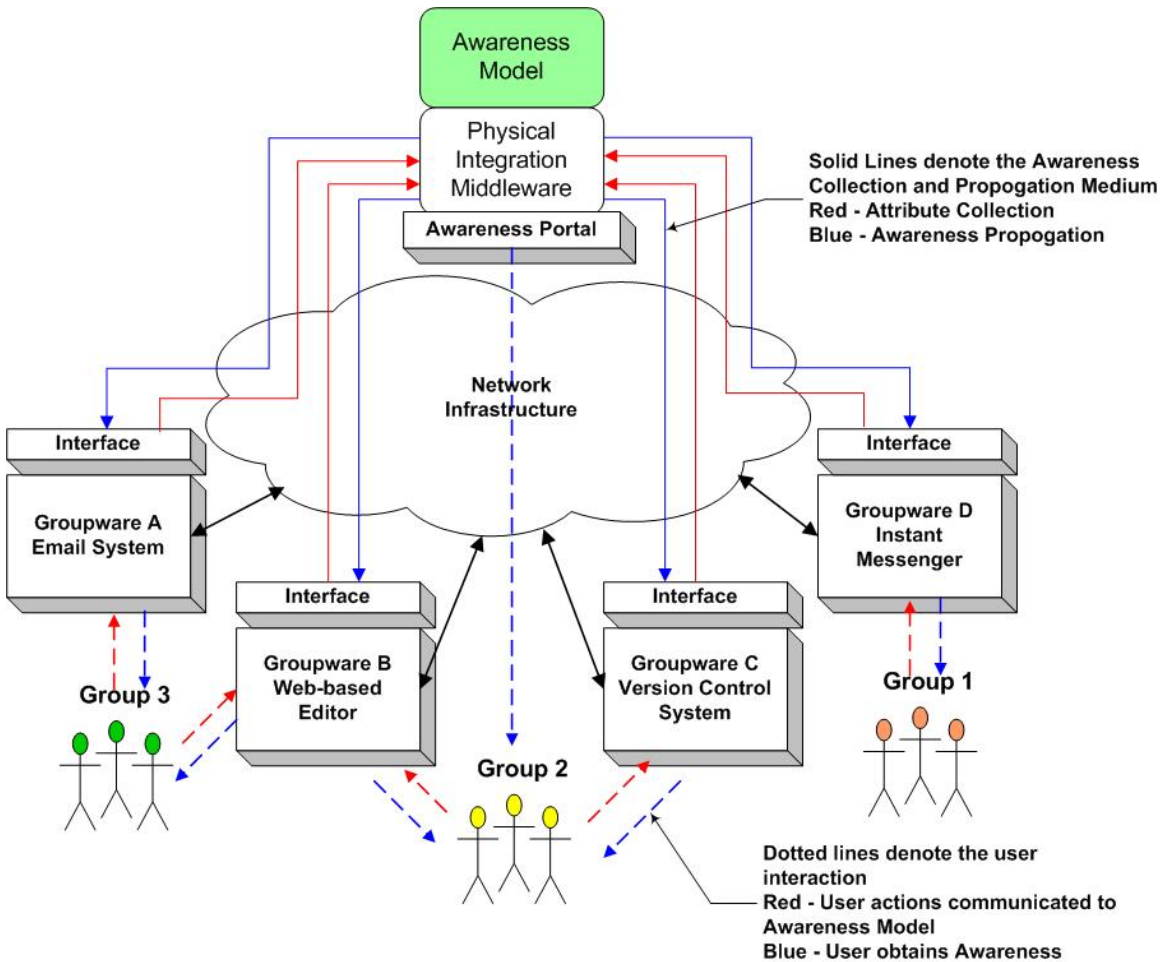 Awareness
Model
Physical
Integration
Middleware
Awareness Portal
Solid Lines denote the Awareness
Collection and Propogation Medium
Red - Attribute Collection
Blue - Awareness Propogation
Network
Infrastructure
Interface
Groupware A
Email System
Interface
Groupware B
Web-based
Editor
Interface
Groupware C
Version Control
System
Interface
Groupware D
Instant
Messenger
Group 3
Group 2
Group 1
Dotted lines denote the user
interaction
Red - User actions communicated to
Awareness Model
Blue - User obtains Awareness